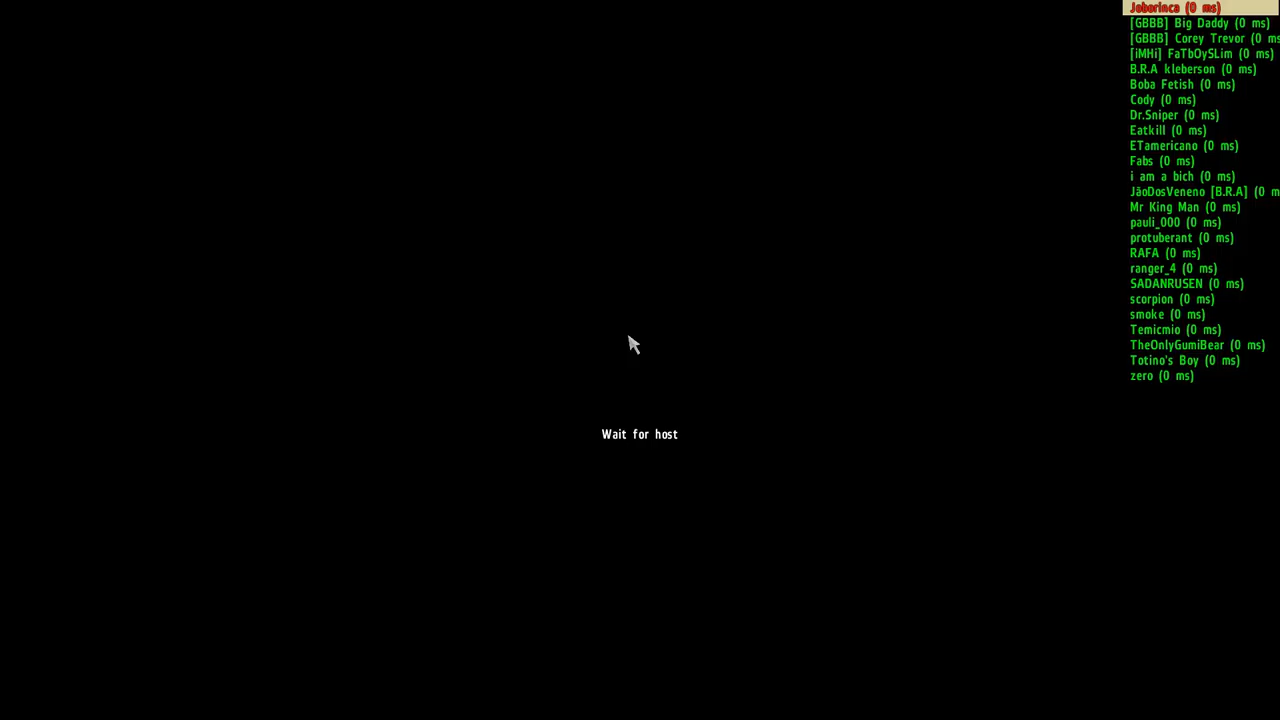 Joborinca (0 ms)
[GBBB] Big Daddy (0 ms)
[GBBB] Corey Trevor (0 ms
[iMHi] FaTbOySLim (0 ms)
B.R.A kleberson (0 ms)
Boba Fetish (0 ms)
Cody (0 ms)
Dr.Sniper (0 ms)
Eatkill (0 ms)
ETamericano (0 ms)
Fabs (0 ms)
i am a bich (0 ms)
JãoDosVeneno [B.R.A] (0 m
Mr King Man (0 ms)
pauli_000 (0 ms)
protuberant (0 ms)
RAFA (0 ms)
ranger_4 (0 ms)
SADANRUSEN (0 ms)
scorpion (0 ms)
smoke (0 ms)
Temicmio (0 ms)
TheOnlyGumiBear (0 ms)
Totino's Boy (0 ms)
zero (0 ms)
Wait for host